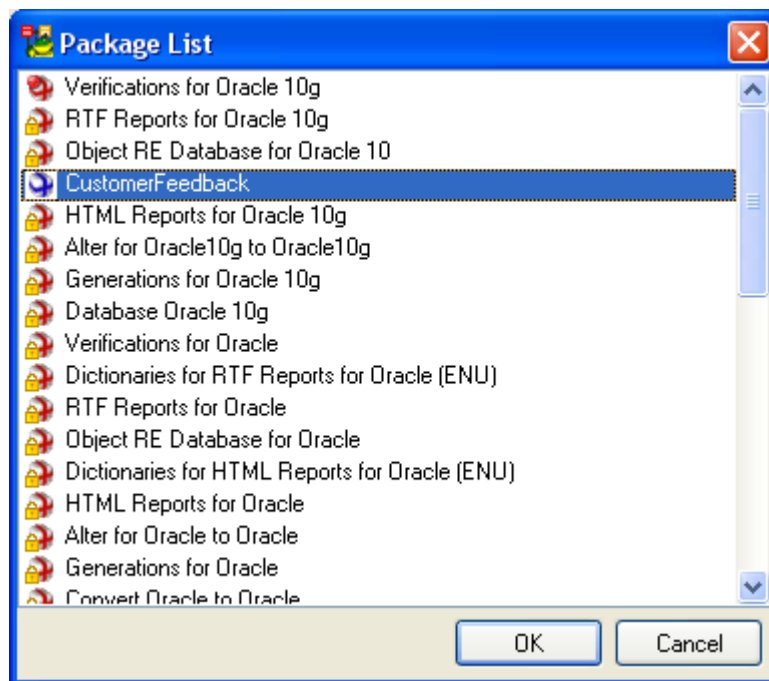 Package List
Verifications for Oracle 10g
RTF Reports for Oracle 10g
Object RE Database for Oracle 10
CustomerFeedback
HTML Reports for Oracle 10g
Alter for Oracle10g to Oracle10g
Generations for Oracle 10g
Database Oracle 10g
Verifications for Oracle
Dictionaries for RTF Reports for Oracle (ENU)
RTF Reports for Oracle
Object RE Database for Oracle
Dictionaries for HTML Reports for Oracle (ENU)
HTML Reports for Oracle
Alter for Oracle to Oracle
Generations for Oracle
Convert Oracle to Oracle
OK Cancel